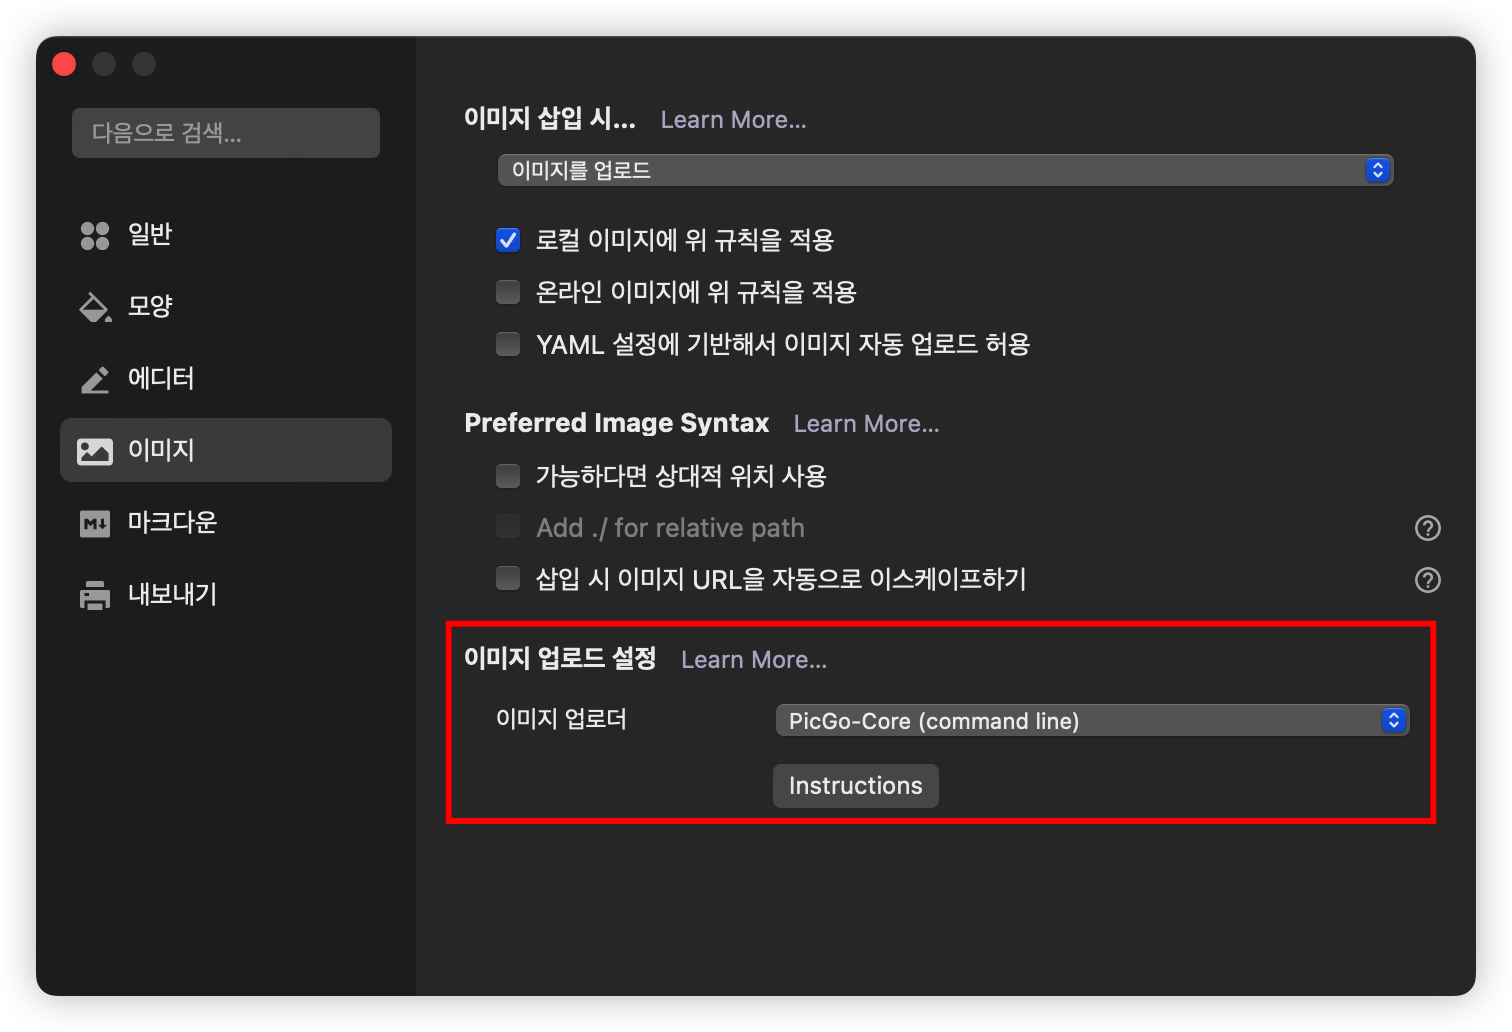 다음으로 검색...
일반
모양
에디터
이미지
마크다운
내보내기
이미지 삽입 시... Learn More...
이미지를 업로드
로컬 이미지에 위 규칙을 적용
온라인 이미지에 위 규칙을 적용
YAML 설정에 기반해서 이미지 자동 업로드 허용
Preferred Image Syntax Learn More...
가능하다면 상대적 위치 사용
Add ./ for relative path
삽입 시 이미지 URL을 자동으로 이스케이프하기
이미지 업로드 설정 Learn More...
이미지 업로더 PicGo-Core (command line)
Instructions